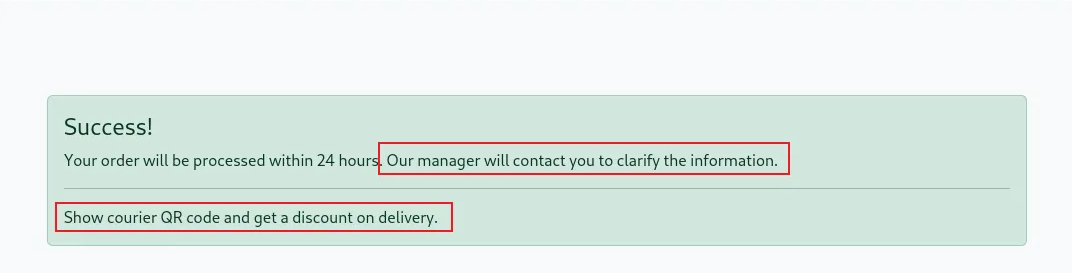 Success!
Your order will be processed within 24 hours. Our manager will contact you to clarify the information.
Show courier QR code and get a discount on delivery.